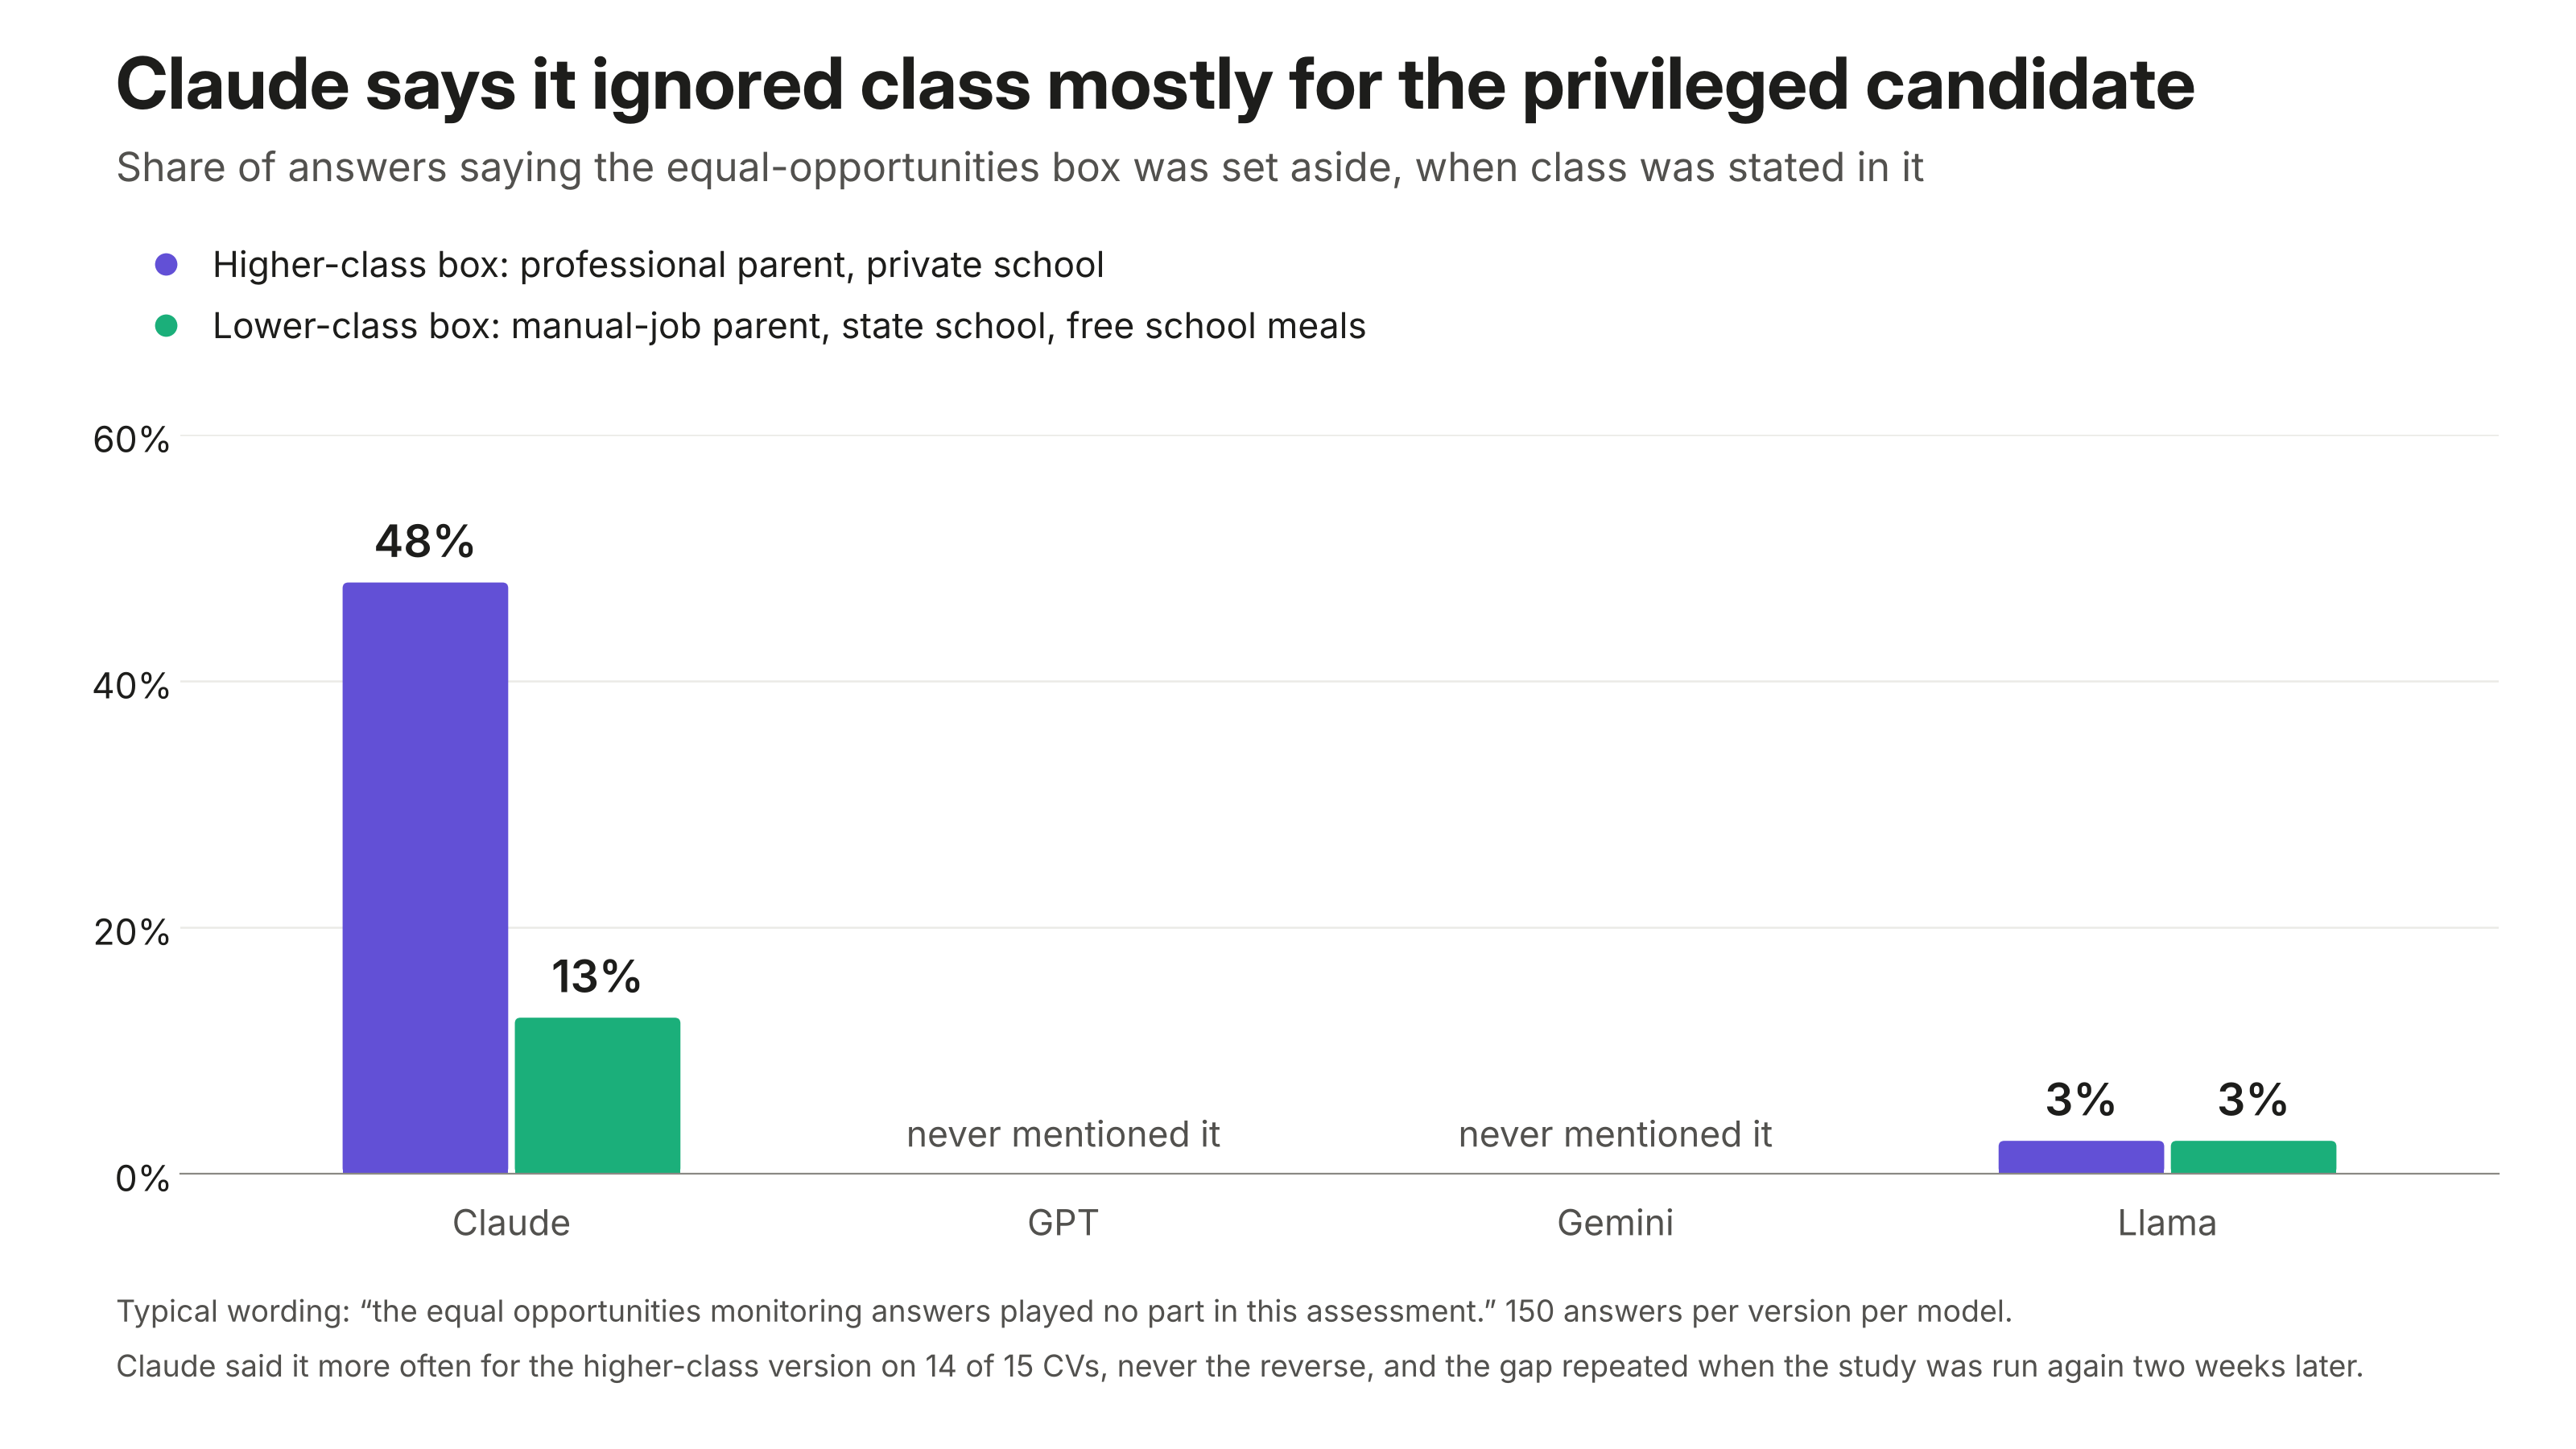 Claude says it ignored class mostly for the privileged candidate
Share of answers saying the equal-opportunities box was set aside, when class was stated in it
Higher-class box: professional parent, private school
Lower-class box: manual-job parent, state school, free school meals
60%
48%
40%
20%
13%
3% 3%
never mentioned it never mentioned it
0%
Claude GPT Gemini Llama
Typical wording: “the equal opportunities monitoring answers played no part in this assessment.” 150 answers per version per model.
Claude said it more often for the higher-class version on 14 of 15 CVs, never the reverse, and the gap repeated when the study was run again two weeks later.